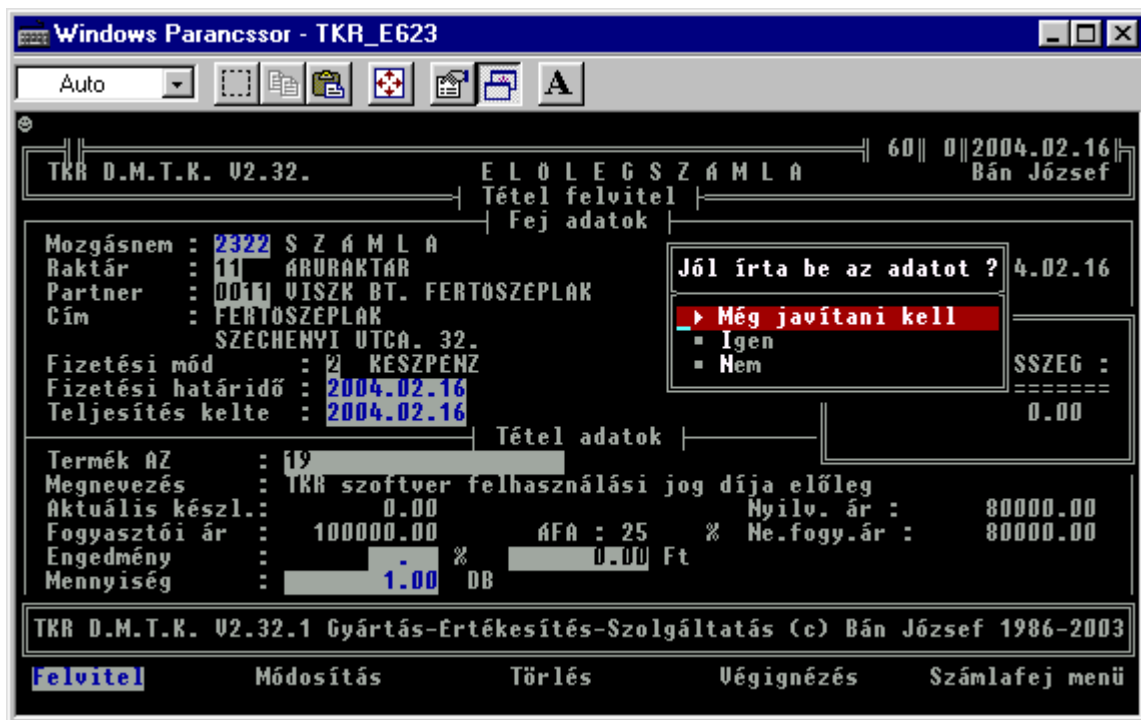 Windows Parancssor - TKR_E623
Auto
A
60 0 2004.02.16
TKR D.M.T.K. V2.32. E L Ő L E G S Z Á M L A Bán József
Tétel felvitel
Fej adatok
Mozgásnem : 2322 S Z Á M L A
Raktár : 11 ÁRURAKTÁR
Partner : 0011 VISZK BT. FERTŐSZÉPLAK
Cím : FERTŐSZÉPLAK
SZÉCHENYI UTCA. 32.
Fizetési mód : 2 KÉSZPÉNZ
Fizetési határidő : 2004.02.16
Teljesítés kelte : 2004.02.16
Jól írta be az adatot ?
Még javítani kell
Igen
Nem
4.02.16
SSZEG :
=======
0.00
Tétel adatok
Termék AZ : 19
Megnevezés : TKR szoftver felhasználási jog díja előleg
Aktuális készl.: 0.00 Nyilv. ár : 80000.00
Fogyasztói ár : 100000.00 ÁFA : 25 % Ne.fogy.ár : 80000.00
Engedmény : . % 0.00 Ft
Mennyiség : 1.00 DB
TKR D.M.T.K. V2.32.1 Gyártás-Értékesítés-Szolgáltatás (c) Bán József 1986-2003
Felvitel Módosítás Törlés Végignézés Számlafej menü